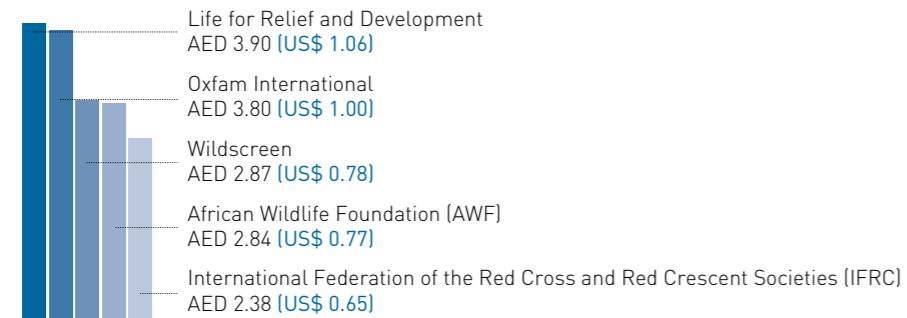 Life for Relief and Development
AED 3.90 (US$ 1.06)
Oxfam International
AED 3.80 (US$ 1.00)
Wildscreen
AED 2.87 (US$ 0.78)
African Wildlife Foundation (AWF)
AED 2.84 (US$ 0.77)
International Federation of the Red Cross and Red Crescent Societies (IFRC)
AED 2.38 (US$ 0.65)